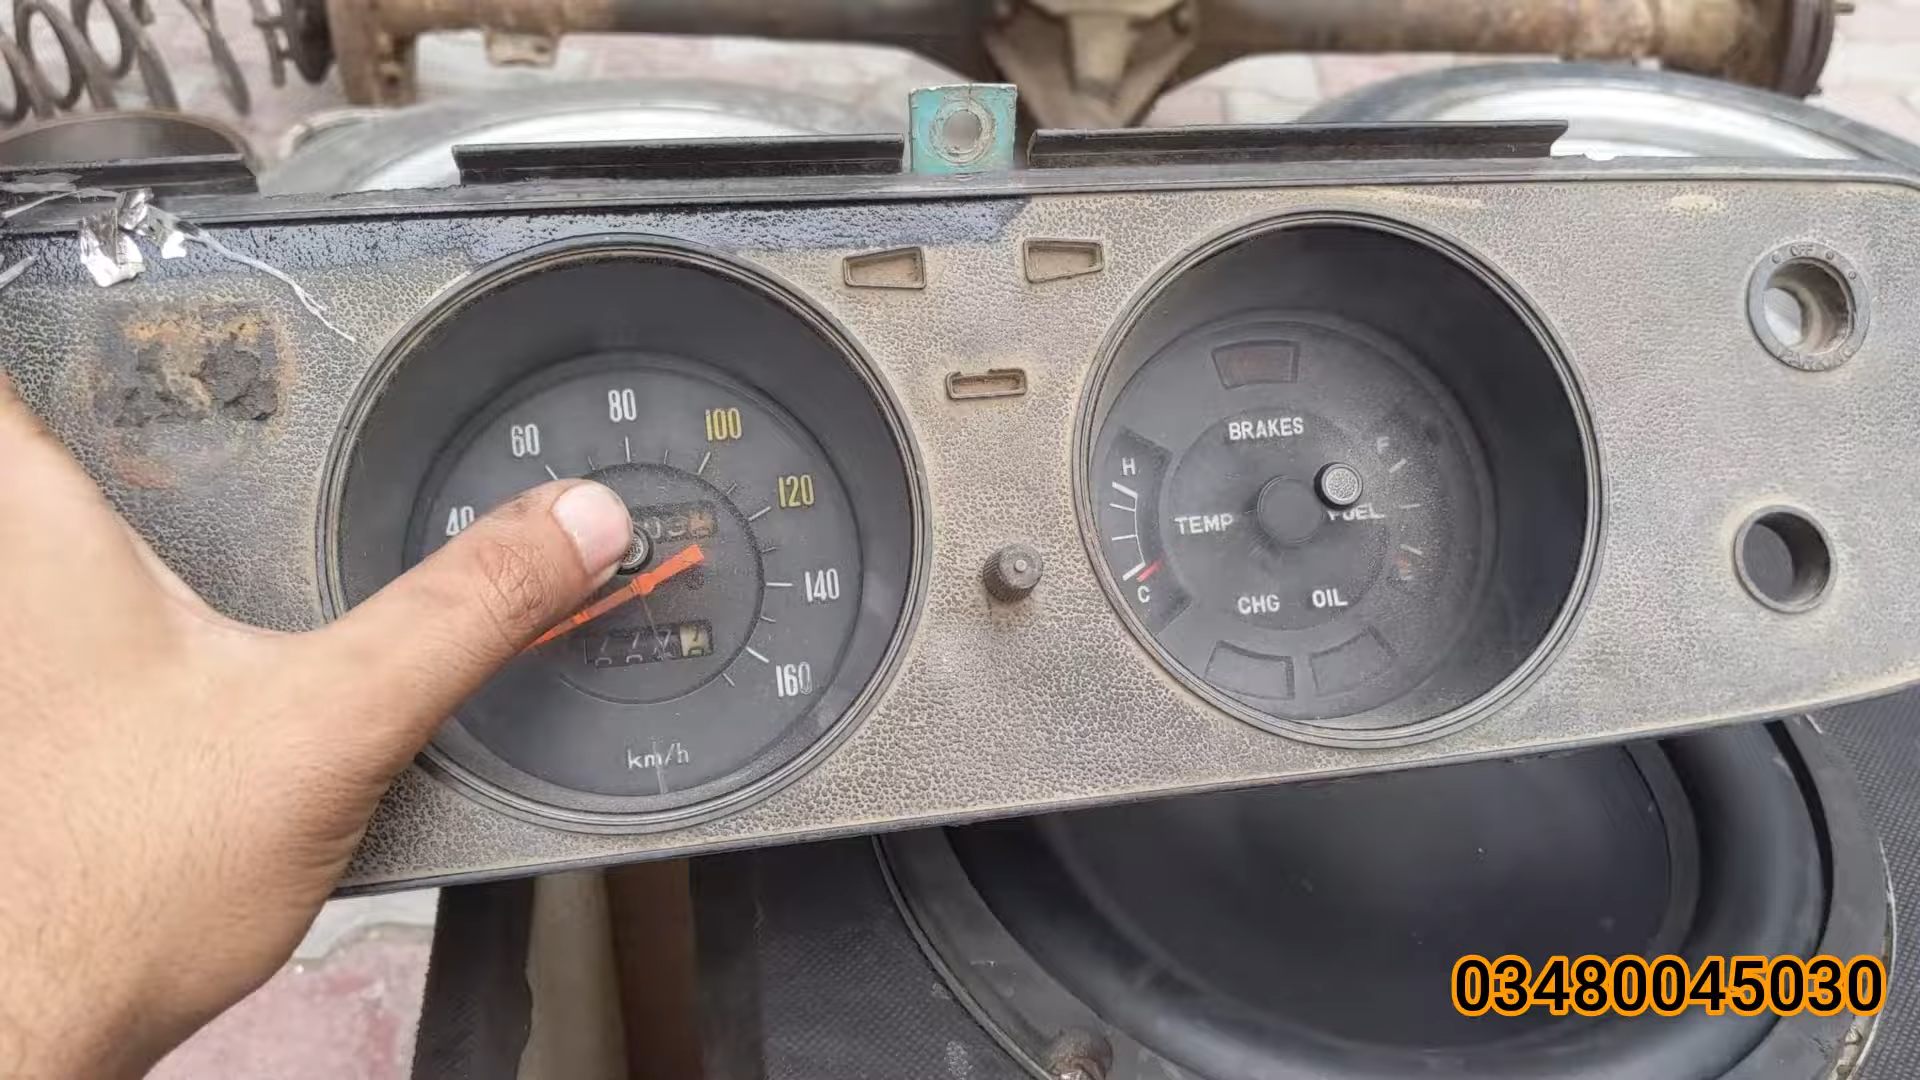 80
60
100
40
120
140
160
km/h
BRAKES
F
H
TEMP
FUEL
C
CHG
OIL
03480045030